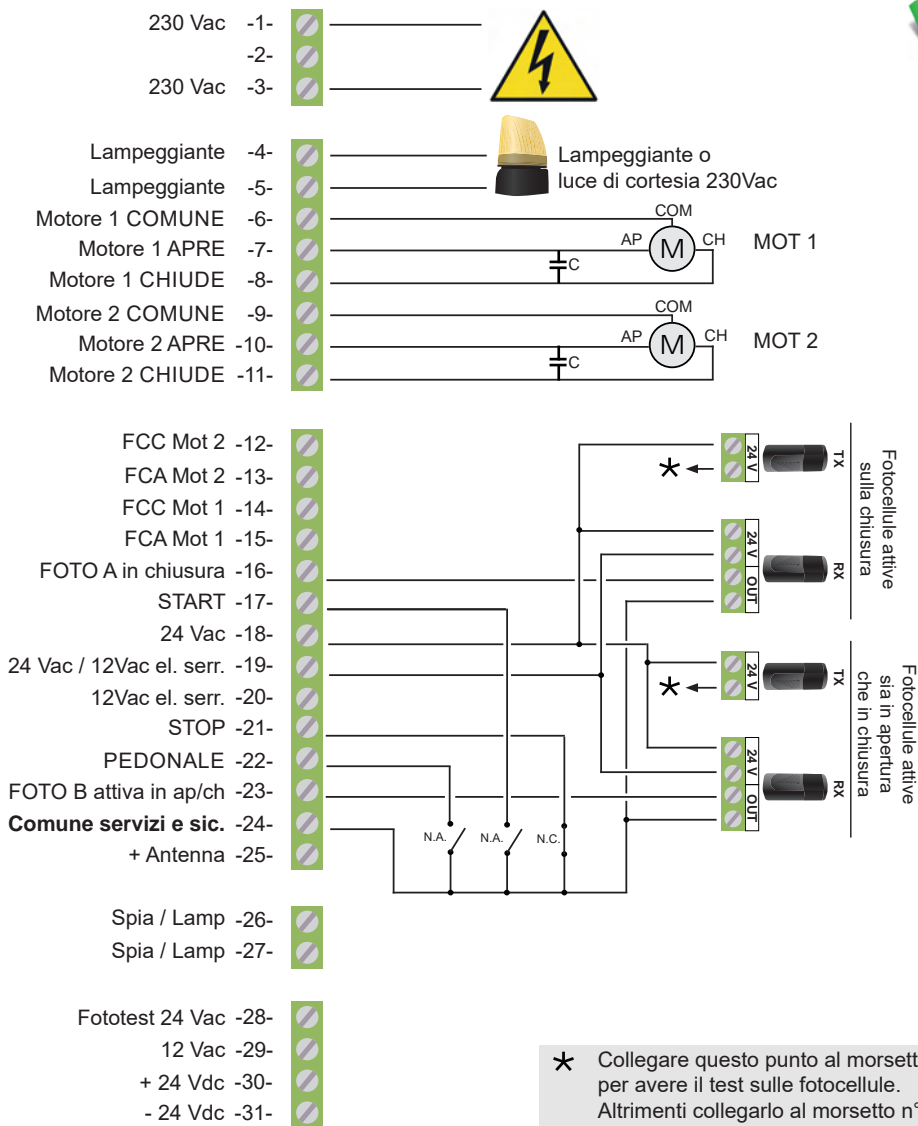 230 Vac -1-
-2-
230 Vac -3-
Lampeggiante -4-
Lampeggiante -5-
Lampeggiante o
luce di cortesia 230Vac
Motore 1 COMUNE -6-
Motore 1 APRE -7-
Motore 1 CHIUDE -8-
COM
AP
M
CH
MOT 1
C
Motore 2 COMUNE -9-
Motore 2 APRE -10-
Motore 2 CHIUDE -11-
COM
AP
M
CH
MOT 2
C
FCC Mot 2 -12-
FCA Mot 2 -13-
FCC Mot 1 -14-
FCA Mot 1 -15-
FOTO A in chiusura -16-
START -17-
24 Vac -18-
24 Vac / 12Vac el. serr. -19-
12Vac el. serr. -20-
STOP -21-
PEDONALE -22-
FOTO B attiva in ap/ch -23-
Comune servizi e sic. -24-
+ Antenna -25-
N.A.
N.A.
N.C.
24 V
TX
24 V
OUT
RX
Fotocellule attive
sulla chiusura
24 V
TX
24 V
OUT
RX
Fotocellule attive
sia in apertura
che in chiusura
Spia / Lamp -26-
Spia / Lamp -27-
Fototest 24 Vac -28-
12 Vac -29-
+ 24 Vdc -30-
- 24 Vdc -31-
Collegare questo punto al morsett
per avere il test sulle fotocellule.
Altrimenti collegarlo al morsetto n°